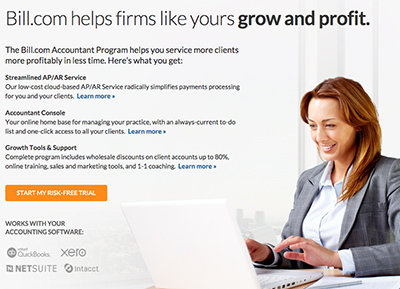 Bill.com helps firms like yours grow and profit.
The Bill.com Accountant Program helps you service more clients
more profitably in less time. Here's what you get:
Streamlined AP/AR Service
Our low-cost cloud-based AP/AR Service radically simplifies payments processing
for you and your clients. Learn more »
Accountant Console
Your online home base for managing your practice, with an always-current to-do
list and one-click access to all your clients. Learn more »
Growth Tools & Support
Complete program includes wholesale discounts on client accounts up to 80%,
online training, sales and marketing tools, and 1-1 coaching. Learn more »
START MY RISK-FREE TRIAL
WORKS WITH YOUR
ACCOUNTING SOFTWARE:
intuit
QuickBooks
xero
NETSUITE
intacct